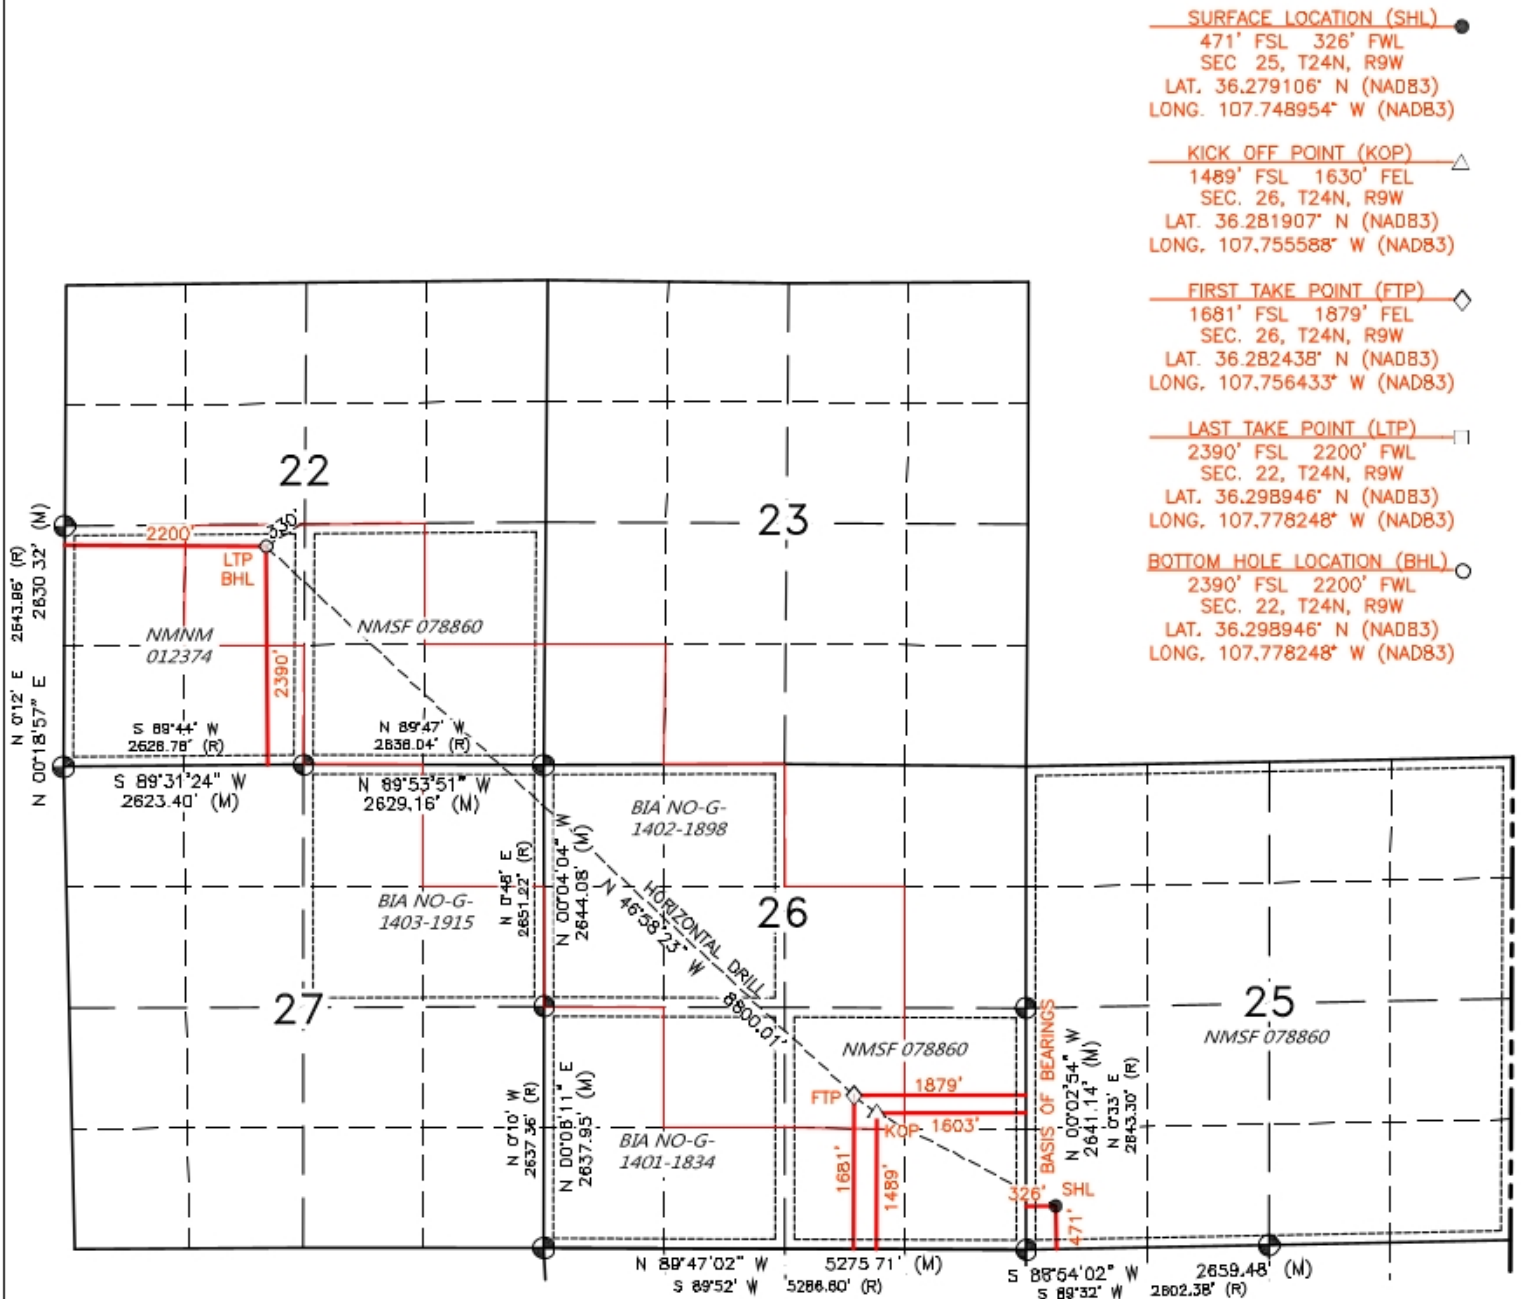 SURFACE LOCATION (SHL)
471' FSL 326' FWL
SEC 25, T24N, R9W
LAT. 36.279106° N (NAD83)
LONG. 107.748954° W (NAD83)
KICK OFF POINT (KOP)
1489' FSL 1630' FEL
SEC. 26, T24N, R9W
LAT. 36.281907° N (NAD83)
LONG. 107.755588° W (NAD83)
FIRST TAKE POINT (FTP)
1681' FSL 1879' FEL
SEC. 26, T24N, R9W
LAT. 36.282438° N (NAD83)
LONG. 107.756433° W (NAD83)
LAST TAKE POINT (LTP)
2390' FSL 2200' FWL
SEC. 22, T24N, R9W
LAT. 36.298946° N (NAD83)
LONG. 107.778248° W (NAD83)
BOTTOM HOLE LOCATION (BHL)
2390' FSL 2200' FWL
SEC. 22, T24N, R9W
LAT. 36.298946° N (NAD83)
LONG. 107.778248° W (NAD83)
22
23
2200'
330'
LTP
BHL
N 0°12' E 2643.86' (R)
N 00°18'57" E 2630 32' (M)
NMNM
012374
NMSF 078860
2390'
S 89°44' W
2628.78' (R)
N 89°47' W
2638.04' (R)
S 89°31'24" W
2623.40' (M)
N 89°53'51" W
2629.16' (M)
BIA NO-G-
1402-1898
BIA NO-G-
1403-1915
N 0°48' E
2651.22' (R)
N 00°04'04" W
2644.08' (M)
HORIZONTAL DRILL
N 46°58'23" W 8800.01'
26
27
25
NMSF 078860
NMSF 078860
FTP
1879'
KOP
1603'
1681'
1489'
BASIS OF BEARINGS
N 00°02'54" W
2641.14' (M)
N 0°33' E
2643.30' (R)
N 0°10' W
2637.36' (R)
N 00°08'11" E
2637.95' (M)
BIA NO-G-
1401-1834
326'
SHL
471'
N 89°47'02" W 5275 71' (M)
S 89°52' W 5286.60' (R)
S 88°54'02" W 2659.48' (M)
S 89°32' W 2602.38' (R)